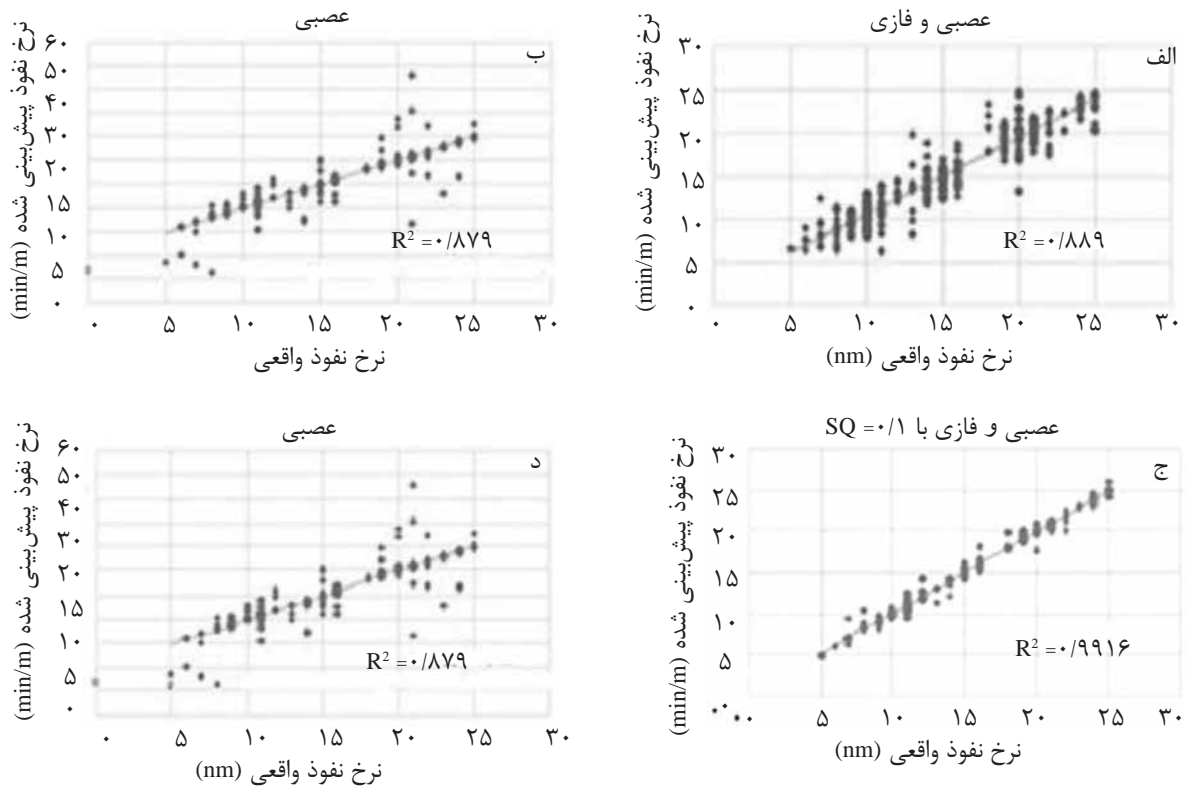 عصبی و فازی
الف
نرخ نفوذ پیش‌بینی شده (min/m)
۳۰
۲۵
۲۰
۱۵
۱۰
۵
۰
R² =۰/۸۸۹
۰ ۵ ۱۰ ۱۵ ۲۰ ۲۵ ۳۰
نرخ نفوذ واقعی (nm)
عصبی
ب
نرخ نفوذ پیش‌بینی شده (min/m)
۶۰
۵۰
۴۰
۳۰
۲۰
۱۵
۱۰
۵
۰
R² =۰/۸۷۹
۰ ۵ ۱۰ ۱۵ ۲۰ ۲۵ ۳۰
نرخ نفوذ واقعی
عصبی و فازی با SQ =۰/۱
ج
نرخ نفوذ پیش‌بینی شده (min/m)
۳۰
۲۵
۲۰
۱۵
۱۰
۵
۰
R² =۰/۹۹۱۶
۰ ۵ ۱۰ ۱۵ ۲۰ ۲۵ ۳۰
نرخ نفوذ واقعی (nm)
عصبی
د
نرخ نفوذ پیش‌بینی شده (min/m)
۶۰
۵۰
۴۰
۳۰
۲۰
۱۵
۱۰
۵
۰
R² =۰/۸۷۹
۰ ۵ ۱۰ ۱۵ ۲۰ ۲۵ ۳۰
نرخ نفوذ واقعی (nm)